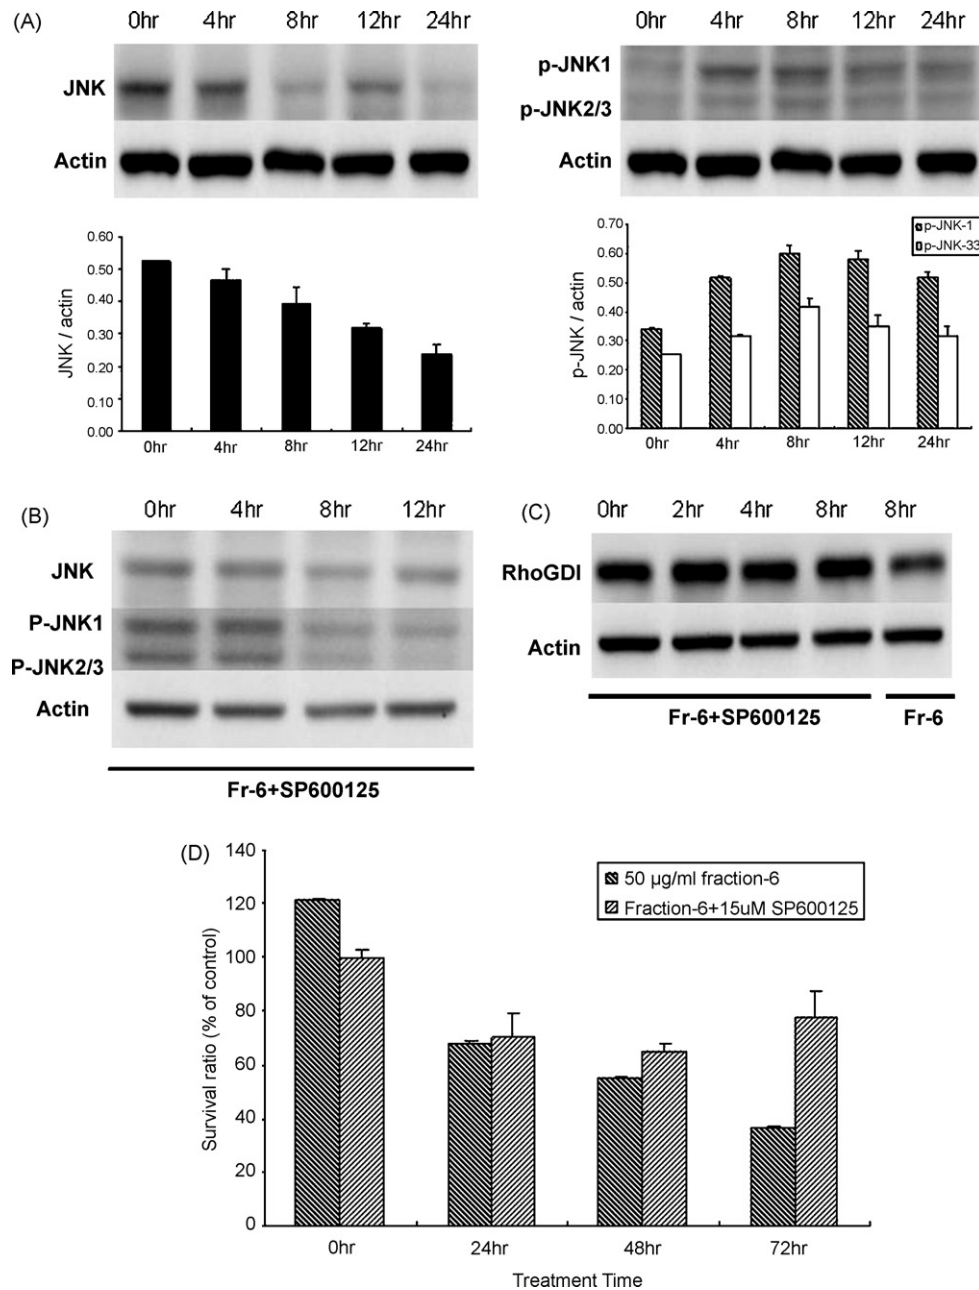 (A)
0hr 4hr 8hr 12hr 24hr
JNK
Actin
0hr 4hr 8hr 12hr 24hr
p-JNK1
p-JNK2/3
Actin
JNK / actin
0.60
0.50
0.40
0.30
0.20
0.10
0.00
0hr 4hr 8hr 12hr 24hr
p-JNK / actin
0.70
0.60
0.50
0.40
0.30
0.20
0.10
0.00
p-JNK-1
p-JNK-33
0hr 4hr 8hr 12hr 24hr
(B)
0hr 4hr 8hr 12hr
JNK
P-JNK1
P-JNK2/3
Actin
Fr-6+SP600125
(C)
0hr 2hr 4hr 8hr 8hr
RhoGDI
Actin
Fr-6+SP600125 Fr-6
(D)
Survival ratio (% of control)
140
120
100
80
60
40
20
0
50 µg/ml fraction-6
Fraction-6+15uM SP600125
0hr 24hr 48hr 72hr
Treatment Time